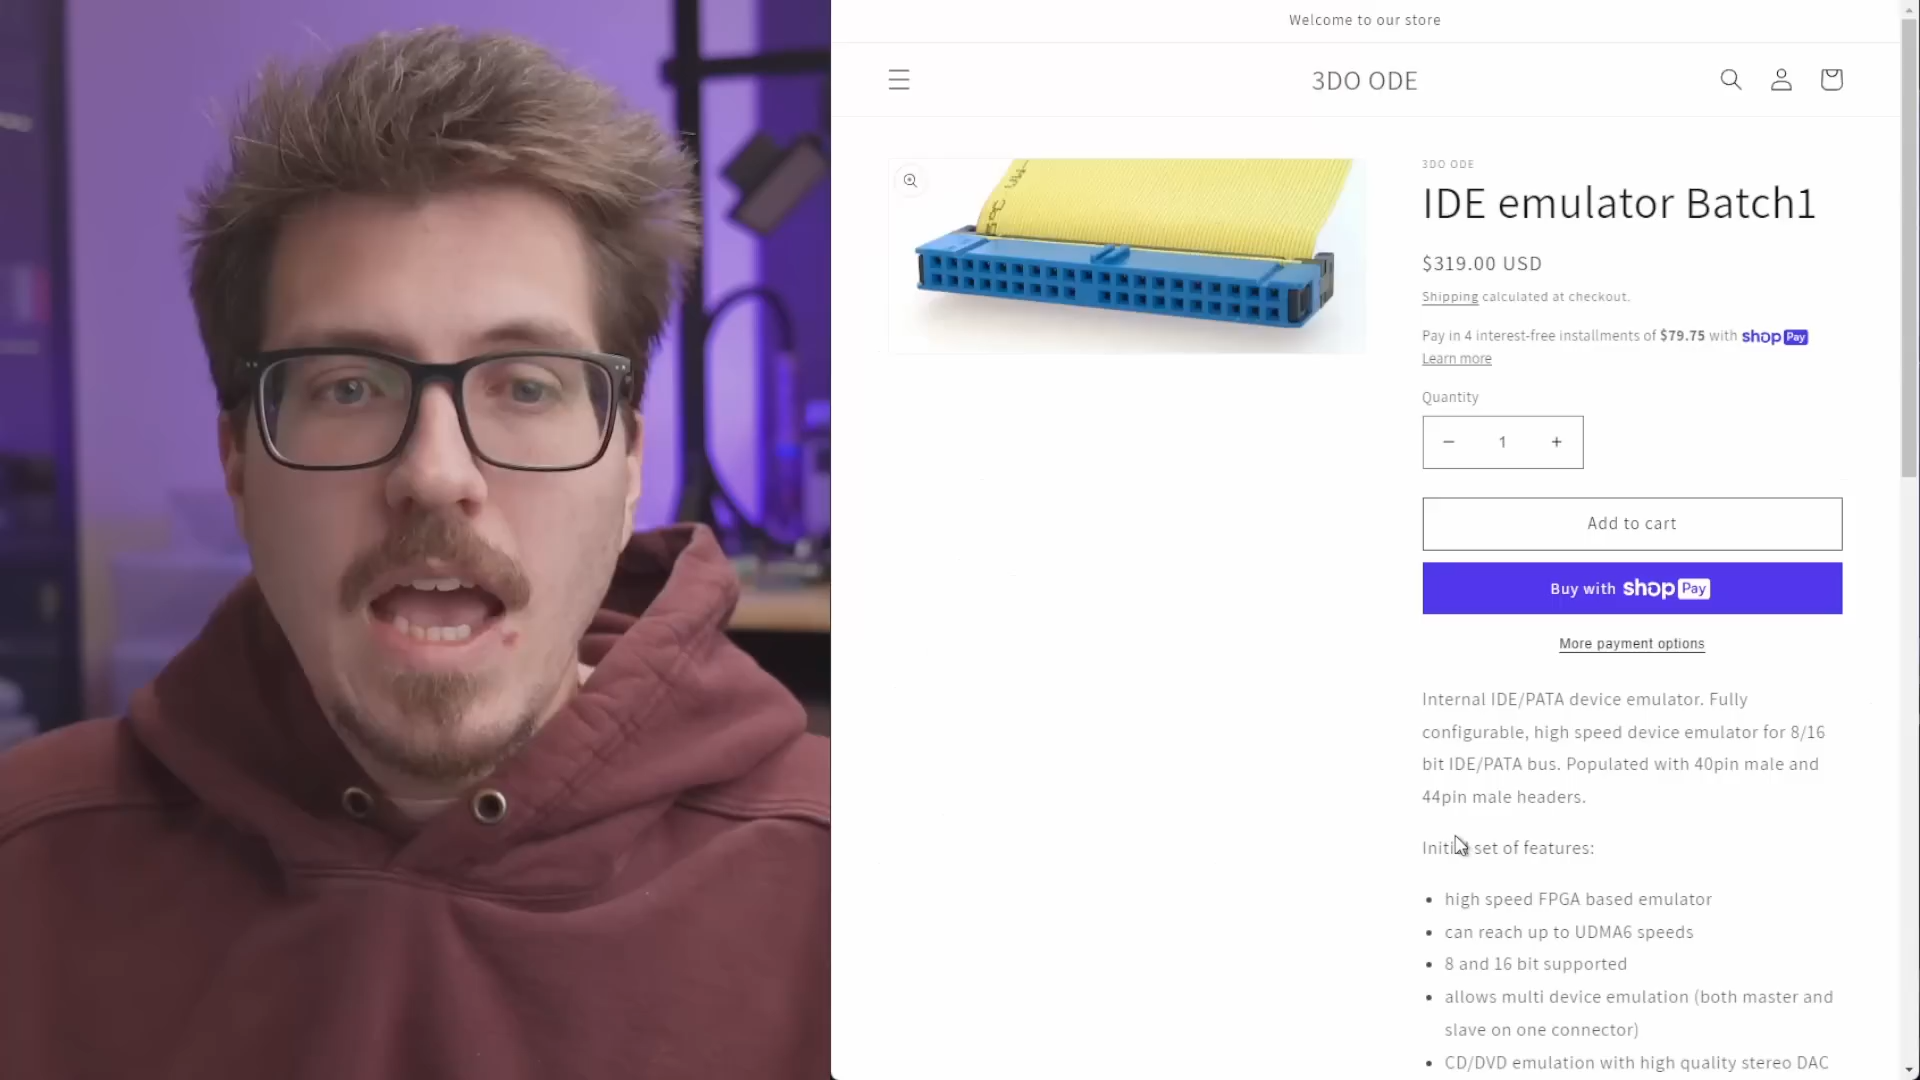 Welcome to our store
3DO ODE
3DO ODE
IDE emulator Batch1
$319.00 USD
Shipping calculated at checkout.
Pay in 4 interest-free installments of $79.75 with shop Pay
Learn more
Quantity
1
Add to cart
Buy with shop Pay
More payment options
Internal IDE/PATA device emulator. Fully
configurable, high speed device emulator for 8/16
bit IDE/PATA bus. Populated with 40pin male and
44pin male headers.
set of features:
• high speed FPGA based emulator
• can reach up to UDMA6 speeds
• 8 and 16 bit supported
• allows multi device emulation (both master and
slave on one connector)
• CD/DVD emulation with high quality stereo DAC